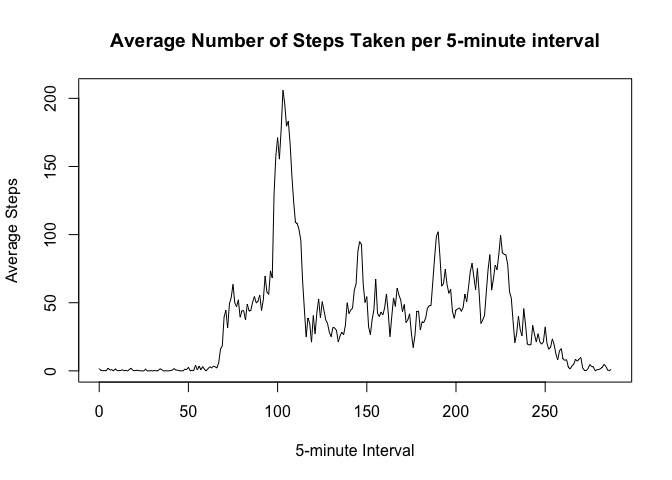 Average Number of Steps Taken per 5-minute interval
200
150
100
50
0
Average Steps
0 50 100 150 200 250
5-minute Interval